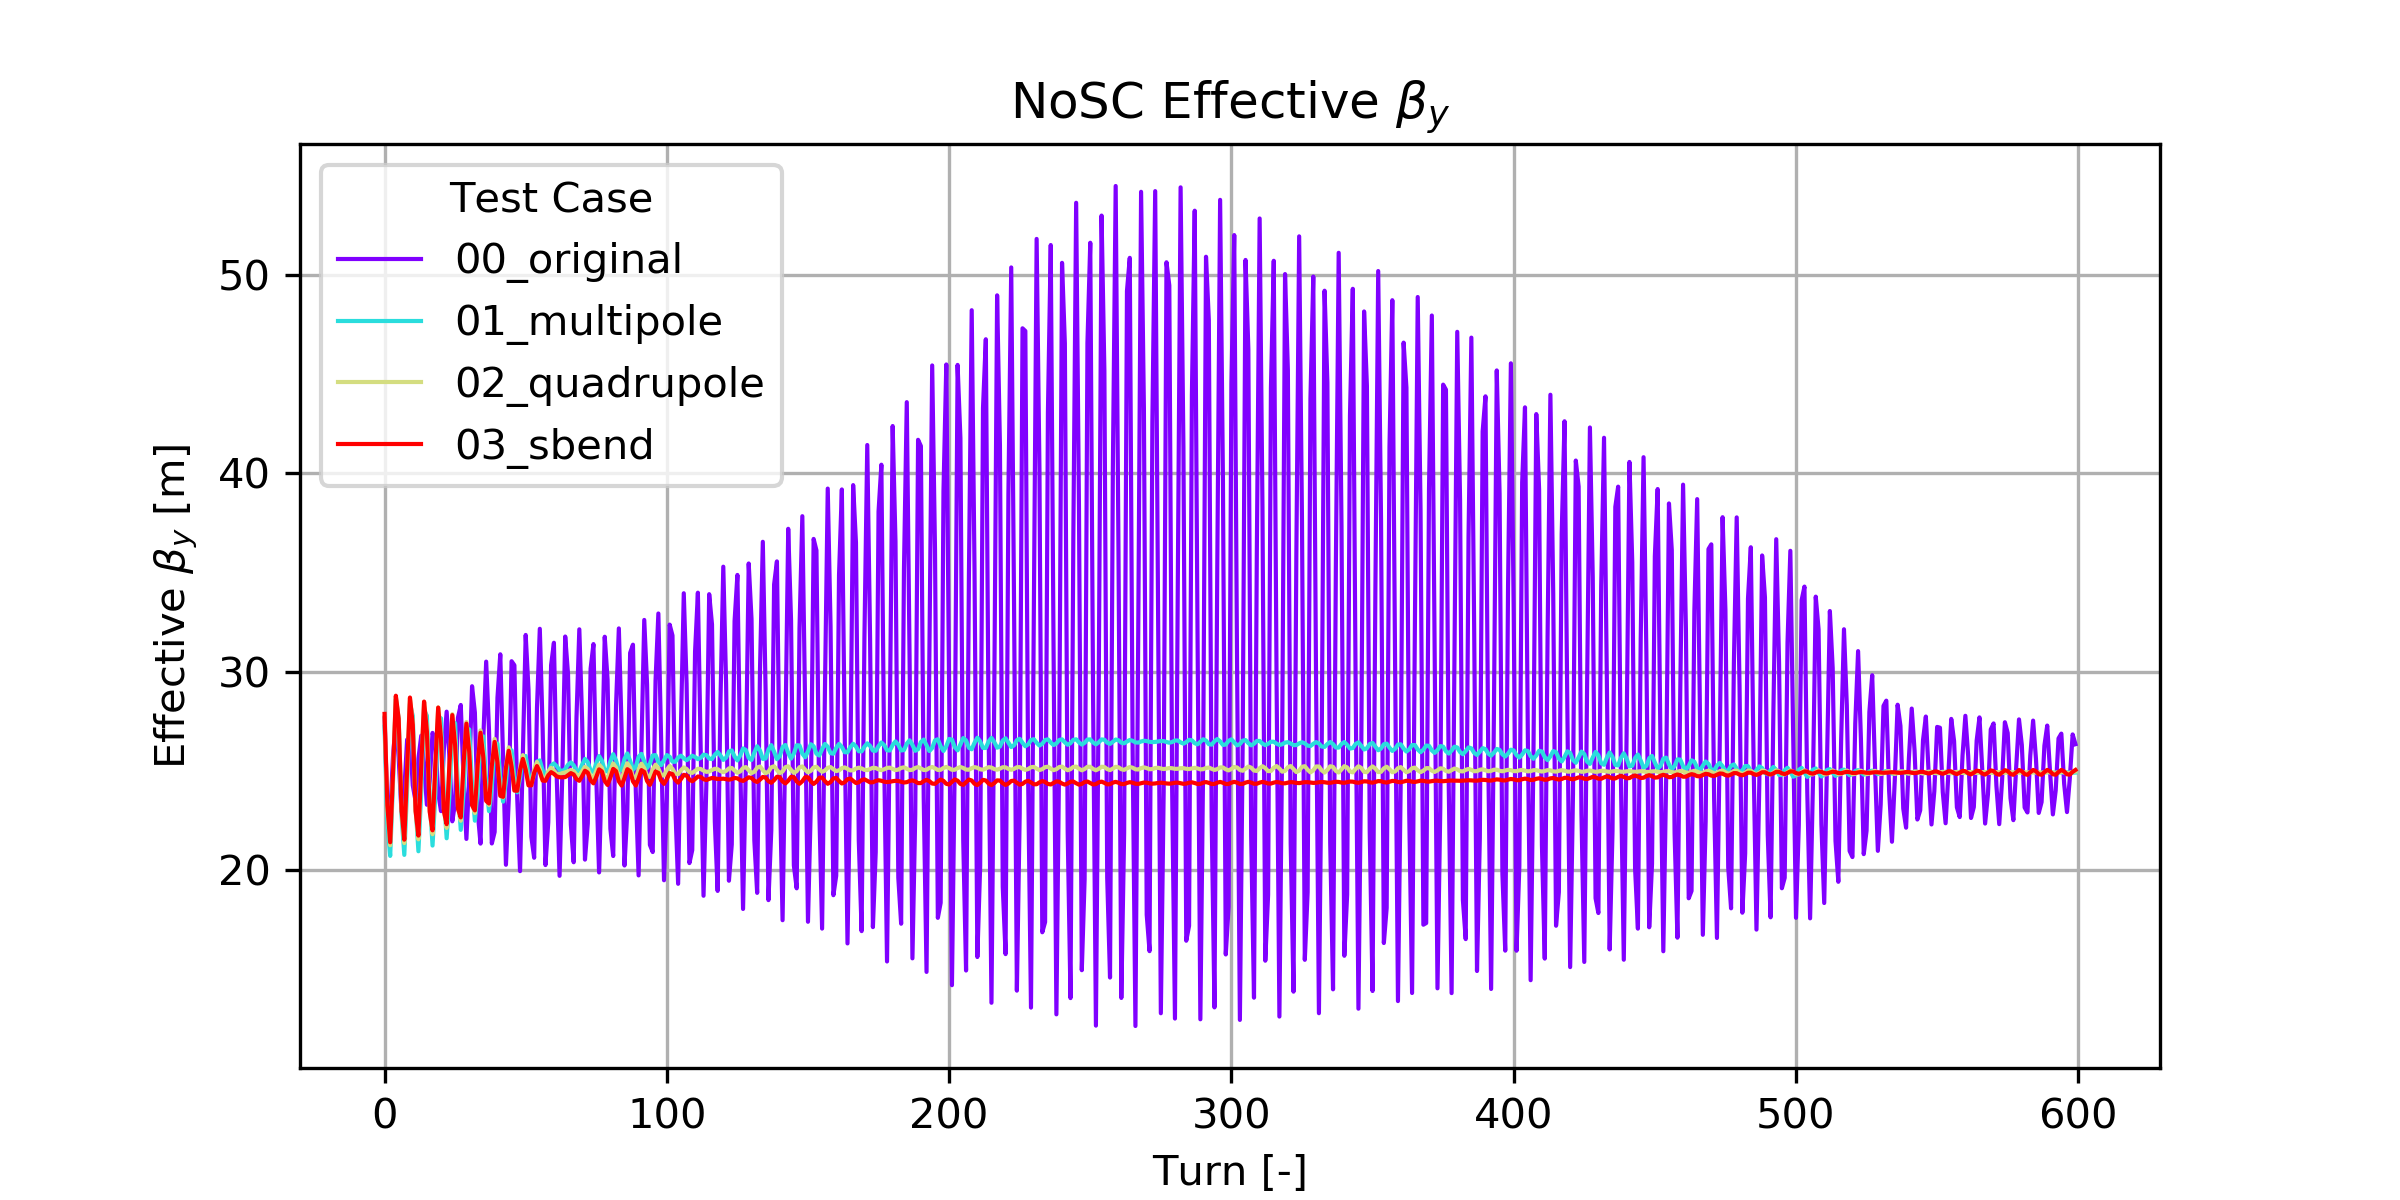 NoSC Effective βy
Test Case
00_original
01_multipole
02_quadrupole
03_sbend
Effective βy [m]
50
40
30
20
0 100 200 300 400 500 600
Turn [-]